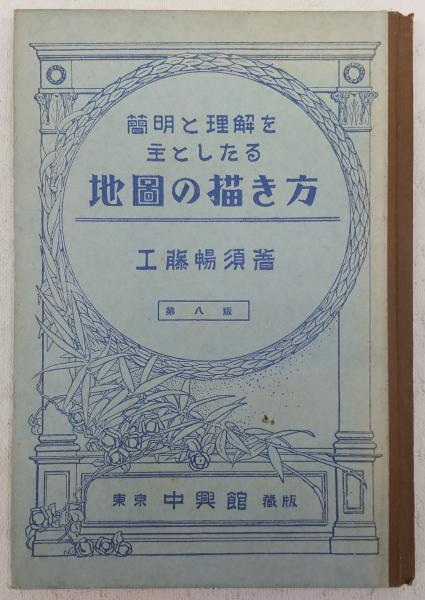 簡明と理解を
主としたる
地圖の描き方
工藤暢須著
第八版
東京 中興館 藏版